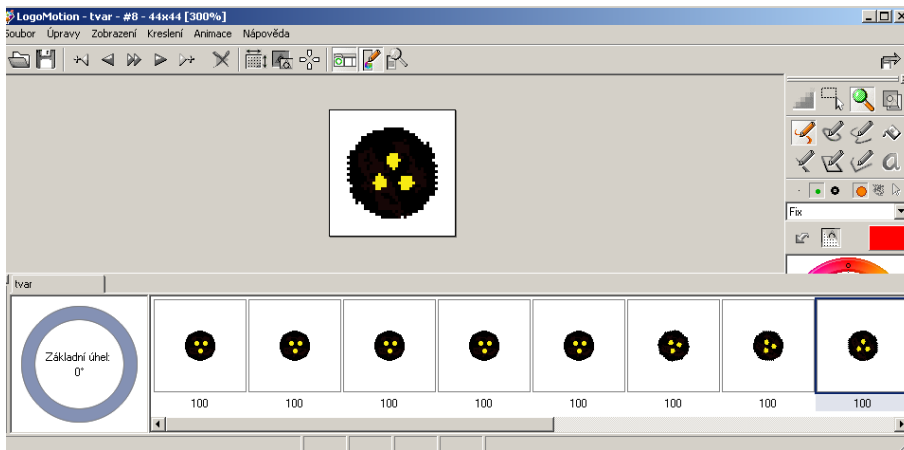 LogoMotion - tvar - #8 - 44x44 [300%]
Soubor Úpravy Zobrazení Kreslení Animace Nápověda
Fix
tvar
Základní úhel:
0°
100 100 100 100 100 100 100 100